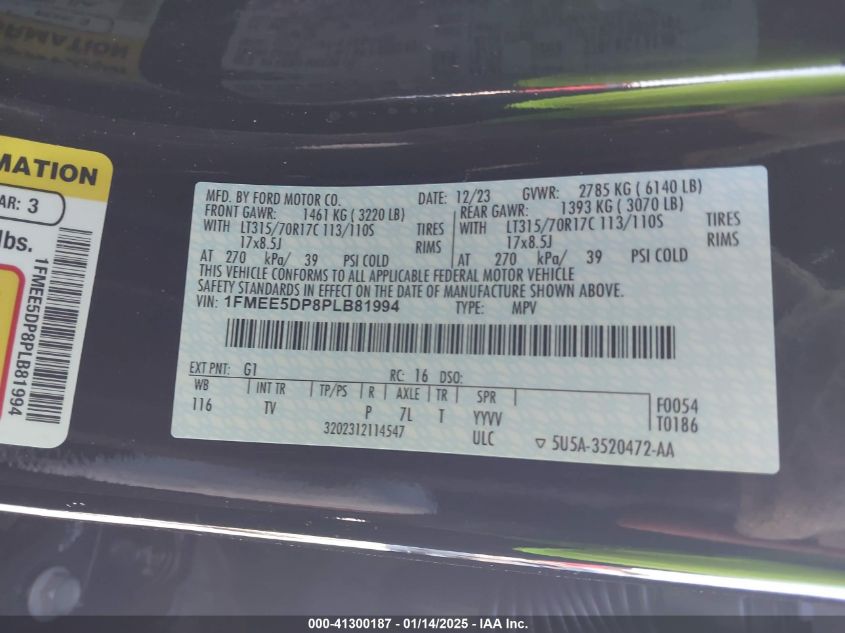 MATION
AR: 3
lbs.
1FMEE5DP8PLB81994
MFD. BY FORD MOTOR CO. DATE: 12/23 GVWR: 2785 KG ( 6140 LB)
FRONT GAWR: 1461 KG ( 3220 LB) REAR GAWR: 1393 KG ( 3070 LB)
WITH LT315/70R17C 113/110S TIRES WITH LT315/70R17C 113/110S TIRES
17x8.5J RIMS 17x8.5J RIMS
AT 270 kPa/ 39 PSI COLD AT 270 kPa/ 39 PSI COLD
THIS VEHICLE CONFORMS TO ALL APPLICABLE FEDERAL MOTOR VEHICLE
SAFETY STANDARDS IN EFFECT ON THE DATE OF MANUFACTURE SHOWN ABOVE.
VIN: 1FMEE5DP8PLB81994 TYPE: MPV
EXT PNT: G1 RC: 16 DSO:
WB INT TR TP/PS R AXLE TR SPR
116 TV P 7L T YYVV
F0054
T0186
3202312114547 ULC ▽ 5U5A-3520472-AA
000-41300187 - 01/14/2025 - © IAA Inc.